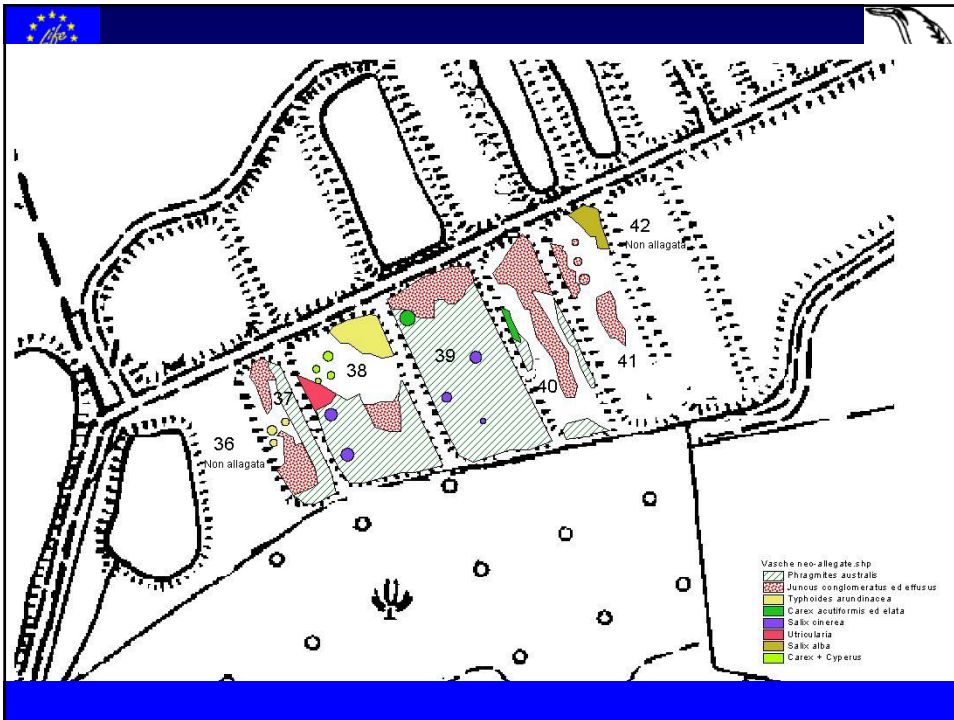 life
42
Non allagata
39
38
41
40
37
36
Non allagata
Vasche neo-allegate.shp
Phragmites australis
Juncus conglomeratus ed effusus
Typhoides arundinacea
Carex acutiformis ed elata
Salix cinerea
Utricularia
Salix alba
Carex + Cyperus